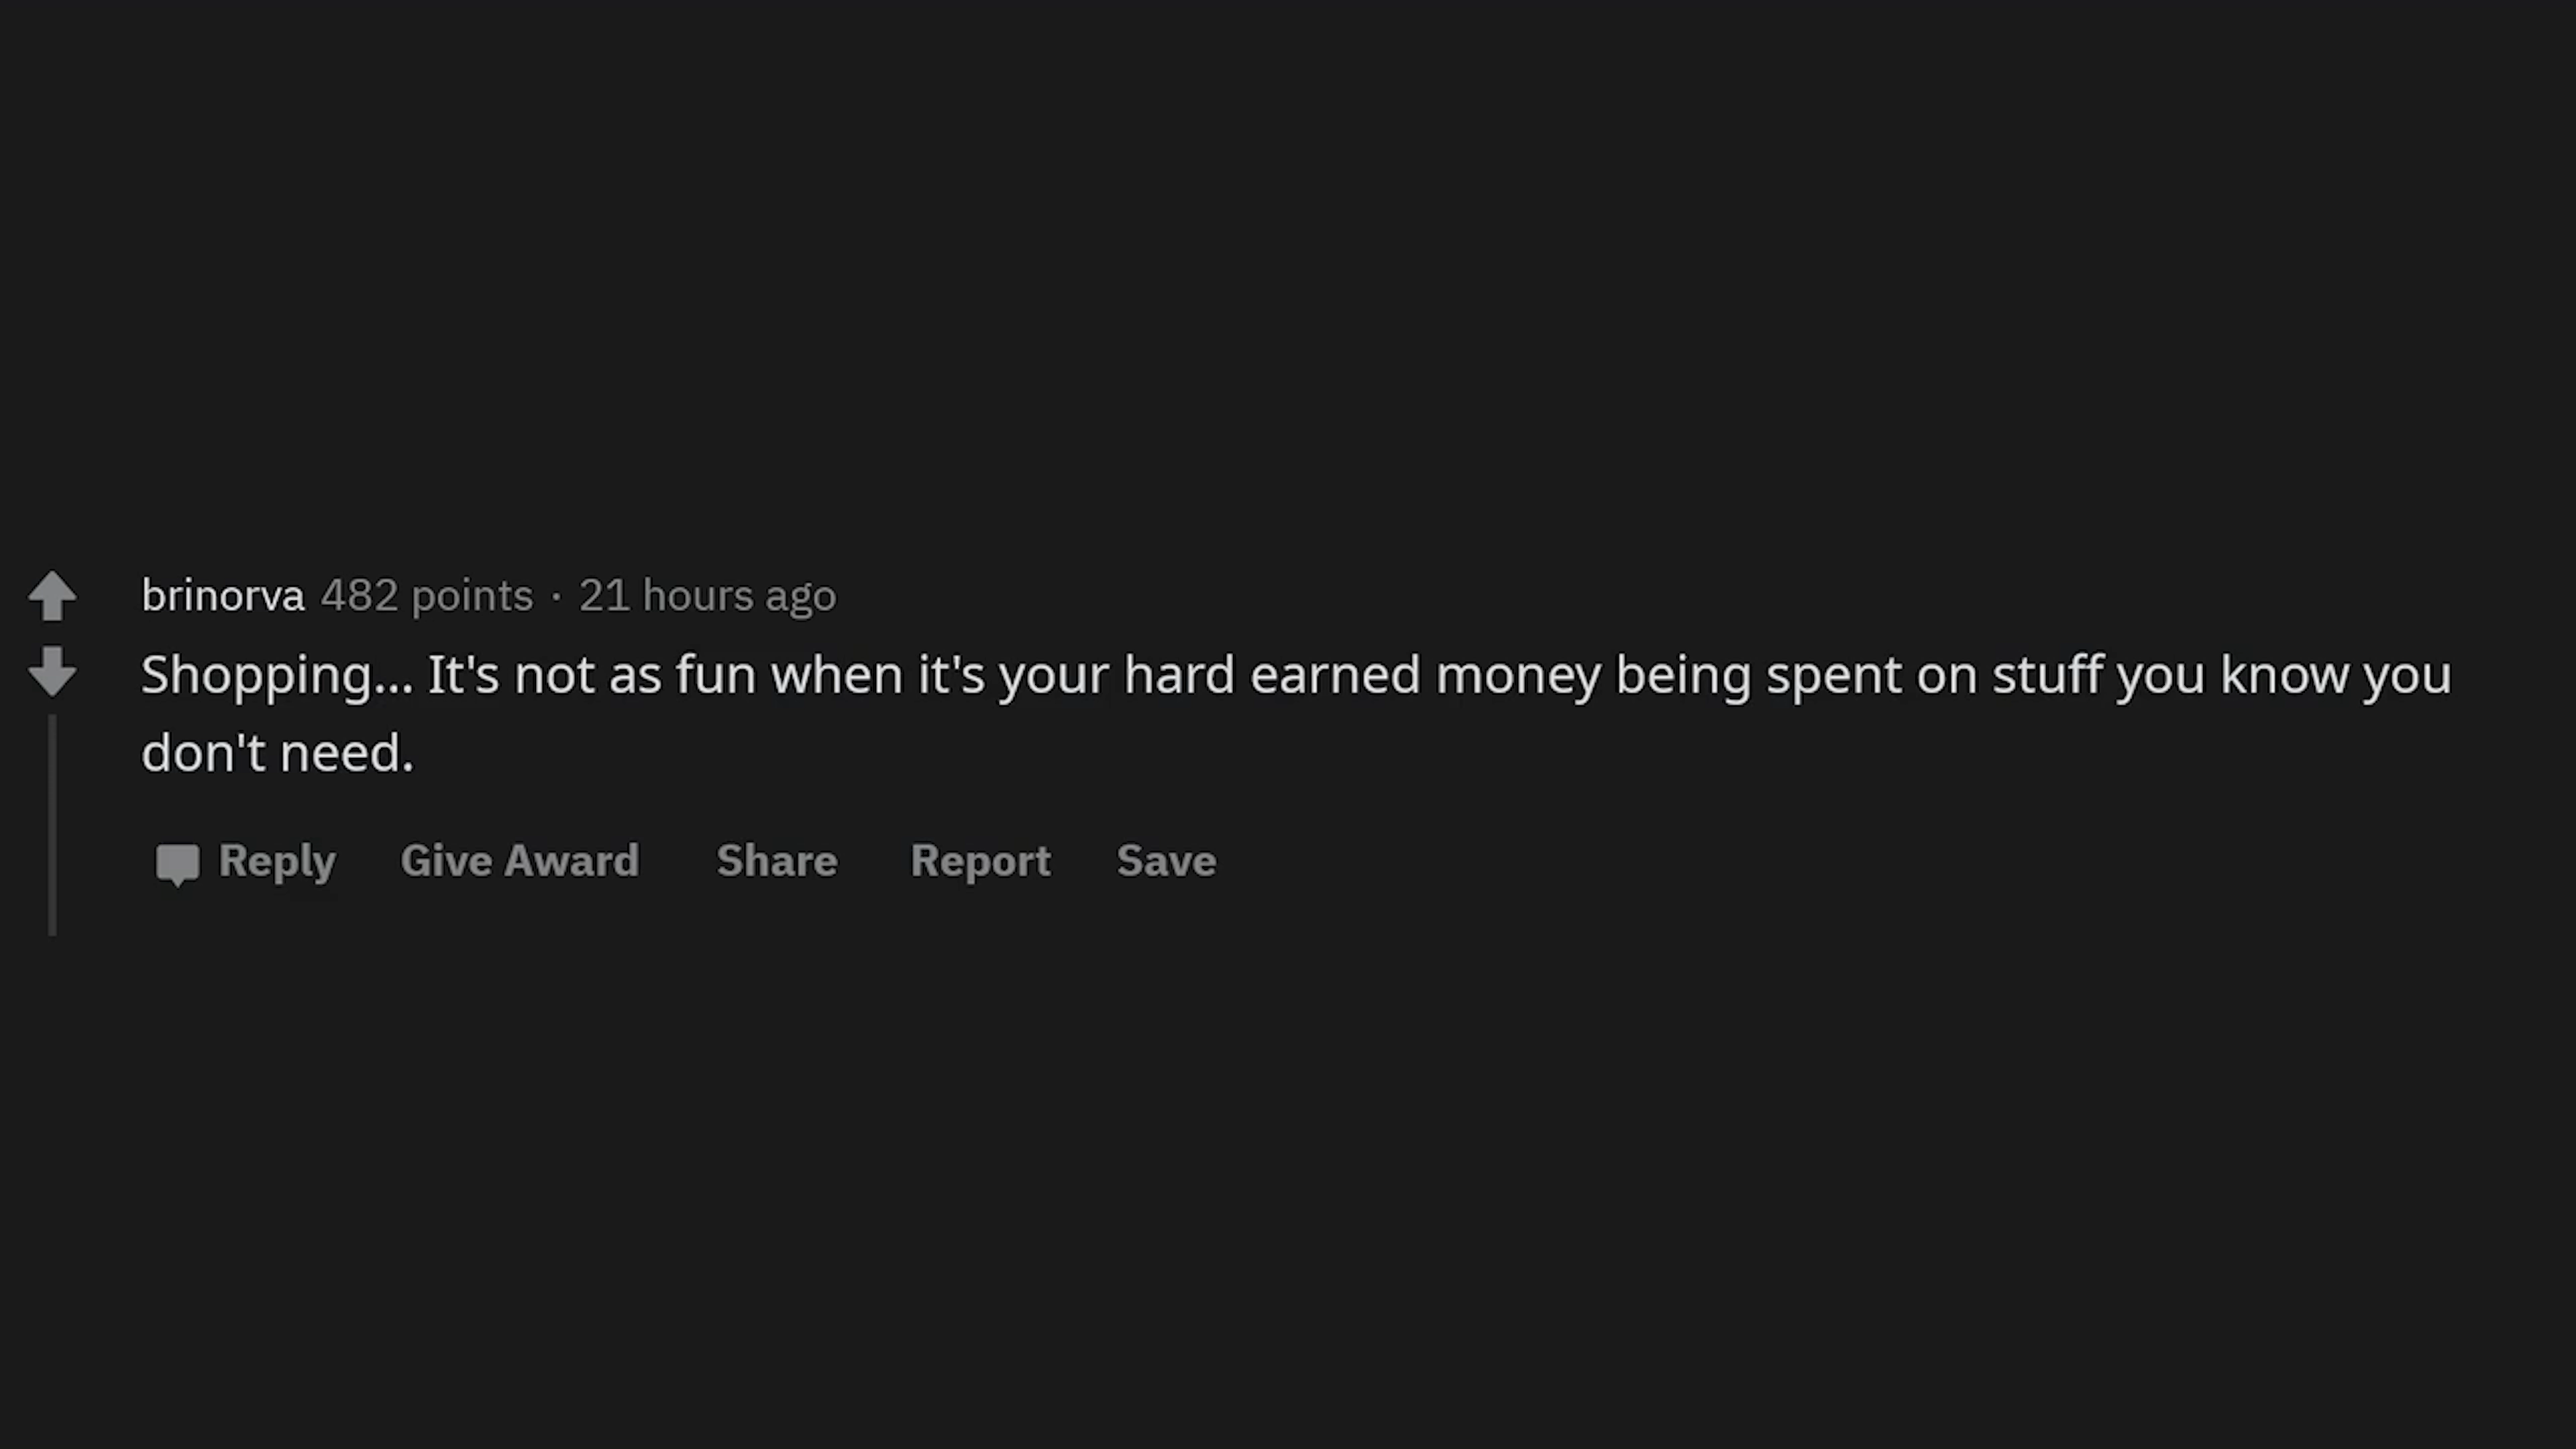 brinorva 482 points · 21 hours ago
Shopping... It's not as fun when it's your hard earned money being spent on stuff you know you
don't need.
Reply Give Award Share Report Save